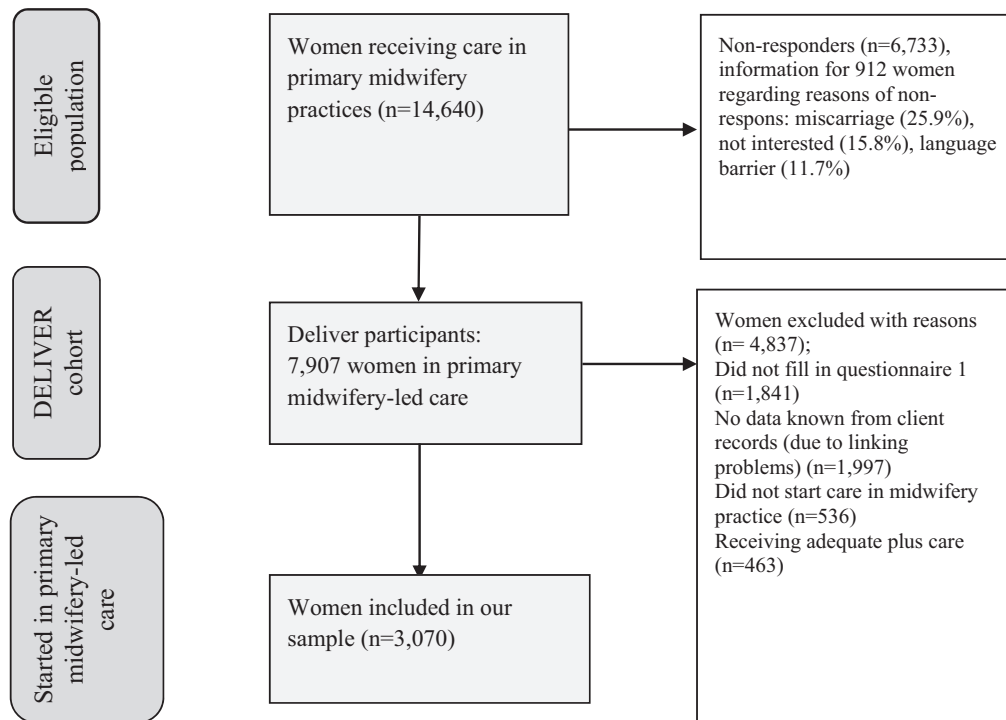 Eligible
population
Women receiving care in
primary midwifery
practices (n=14,640)
Non-responders (n=6,733),
information for 912 women
regarding reasons of non-
respons: miscarriage (25.9%),
not interested (15.8%), language
barrier (11.7%)
DELIVER
cohort
Deliver participants:
7,907 women in primary
midwifery-led care
Women excluded with reasons
(n= 4,837);
Did not fill in questionnaire 1
(n=1,841)
No data known from client
records (due to linking
problems) (n=1,997)
Did not start care in midwifery
practice (n=536)
Receiving adequate plus care
(n=463)
Started in primary
midwifery-led
care
Women included in our
sample (n=3,070)